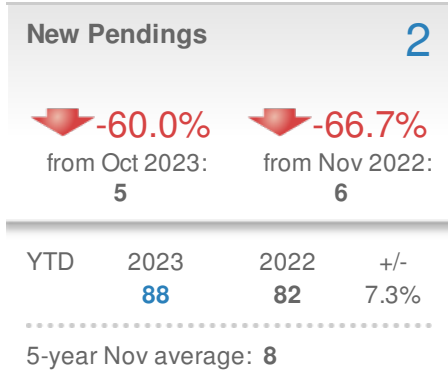 New Pendings 2
-60.0% -66.7%
from Oct 2023: from Nov 2022:
5 6
YTD 2023 2022 +/-
88 82 7.3%
5-year Nov average: 8